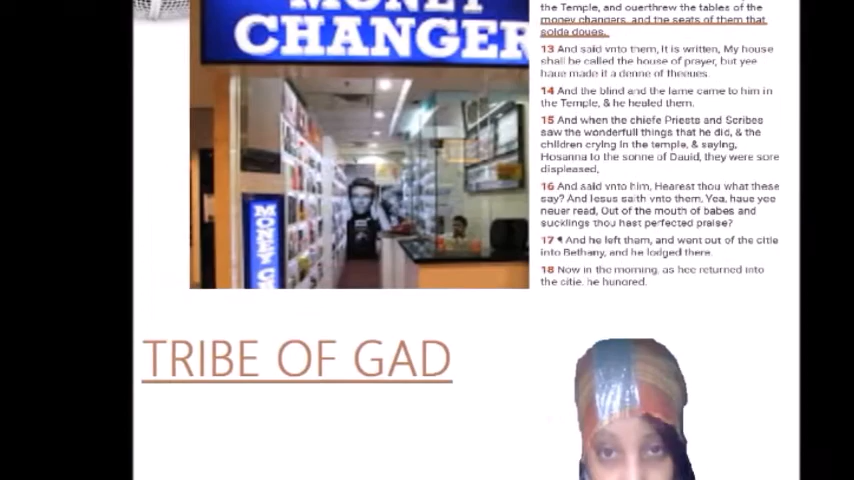 MONEY
CHANGER
MONEY C
the Temple, and ouerthrew the tables of the
money changers, and the seats of them that
solde doues,
13 And said vnto them, It is written, My house
shall be called the house of prayer, but yee
haue made it a denne of theeues.
14 And the blind and the lame came to him in
the Temple, & he healed them.
15 And when the chiefe Priests and Scribes
saw the wonderfull things that he did, & the
children crying in the temple, & saying,
Hosanna to the sonne of Dauid, they were sore
displeased,
16 And said vnto him, Hearest thou what these
say? And Iesus saith vnto them, Yea, haue yee
neuer read, Out of the mouth of babes and
sucklings thou hast perfected praise?
17 ¶ And he left them, and went out of the citie
into Bethany, and he lodged there.
18 Now in the morning, as hee returned into
the citie, he hungred.
TRIBE OF GAD